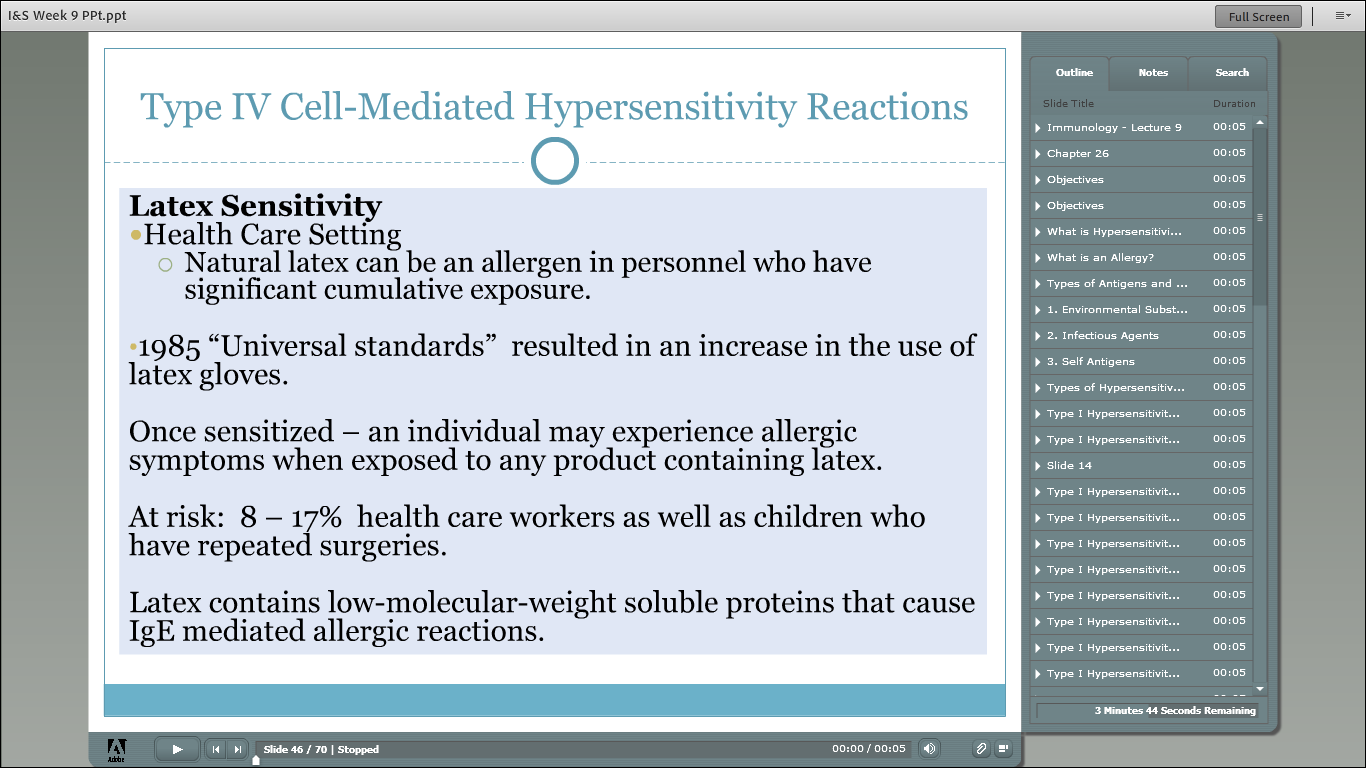 I&S Week 9 PPt.ppt
Full Screen
Type IV Cell-Mediated Hypersensitivity Reactions
Latex Sensitivity
•Health Care Setting
○ Natural latex can be an allergen in personnel who have
significant cumulative exposure.
•1985 “Universal standards”  resulted in an increase in the use of
latex gloves.
Once sensitized – an individual may experience allergic
symptoms when exposed to any product containing latex.
At risk:  8 – 17%  health care workers as well as children who
have repeated surgeries.
Latex contains low-molecular-weight soluble proteins that cause
IgE mediated allergic reactions.
Outline Notes Search
Slide Title Duration
Immunology - Lecture 9 00:05
Chapter 26 00:05
Objectives 00:05
Objectives 00:05
What is Hypersensitivi... 00:05
What is an Allergy? 00:05
Types of Antigens and ... 00:05
1. Environmental Subst... 00:05
2. Infectious Agents 00:05
3. Self Antigens 00:05
Types of Hypersensitiv... 00:05
Type I Hypersensitivit... 00:05
Type I Hypersensitivit... 00:05
Slide 14 00:05
Type I Hypersensitivit... 00:05
Type I Hypersensitivit... 00:05
Type I Hypersensitivit... 00:05
Type I Hypersensitivit... 00:05
Type I Hypersensitivit... 00:05
Type I Hypersensitivit... 00:05
Type I Hypersensitivit... 00:05
Type I Hypersensitivit... 00:05
3 Minutes 44 Seconds Remaining
Adobe
Slide 46 / 70 | Stopped
00:00 / 00:05